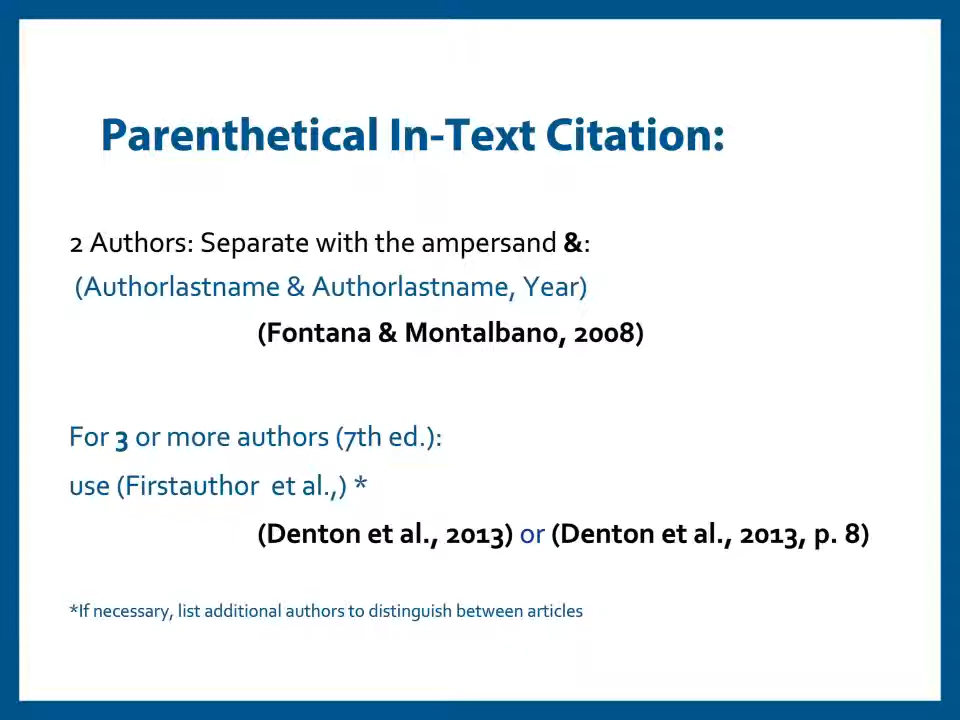 Parenthetical In-Text Citation:
2 Authors: Separate with the ampersand &:
(Authorlastname & Authorlastname, Year)
(Fontana & Montalbano, 2008)
For 3 or more authors (7th ed.):
use (Firstauthor  et al.,) *
(Denton et al., 2013) or (Denton et al., 2013, p. 8)
*If necessary, list additional authors to distinguish between articles